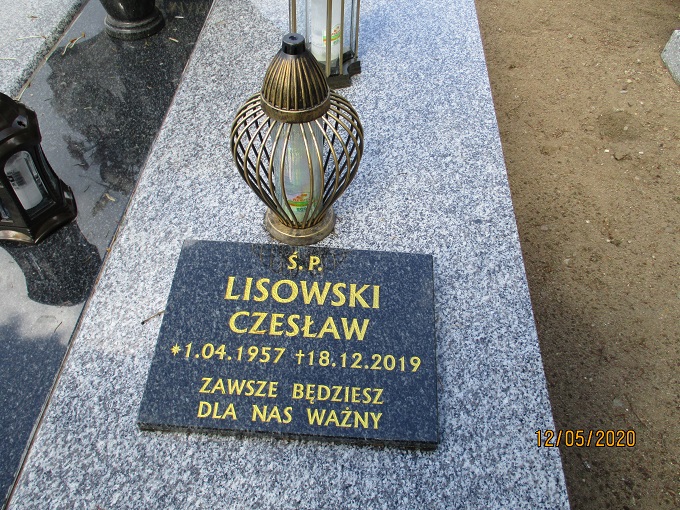 Ś. P.
LISOWSKI
CZESŁAW
*1.04.1957 †18.12.2019
ZAWSZE BĘDZIESZ
DLA NAS WAŻNY
12/05/2020